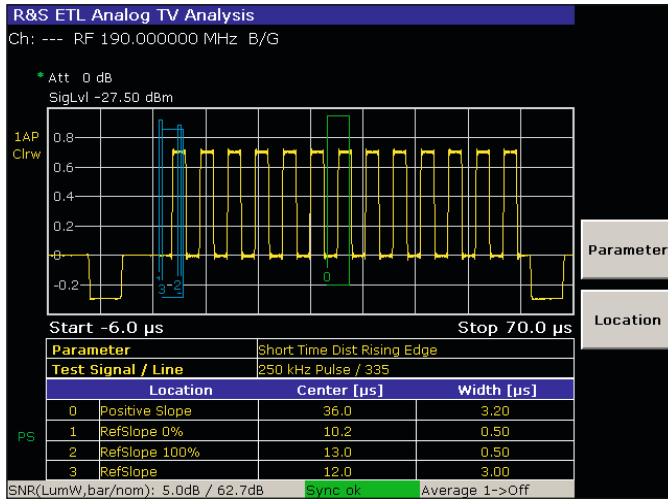 R&S ETL Analog TV Analysis
Ch: --- RF 190.000000 MHz B/G
* Att 0 dB
SigLvl -27.50 dBm
1AP
Clrw
0.8
0.6
0.4
0.2
0
-0.2
3 2
0
Start -6.0 µs Stop 70.0 µs
Parameter
Location
Parameter Short Time Dist Rising Edge
Test Signal / Line 250 kHz Pulse / 335
Location Center [µs] Width [µs]
0 Positive Slope 36.0 3.20
1 RefSlope 0% 10.2 0.50
2 RefSlope 100% 13.0 0.50
3 RefSlope 12.0 3.00
PS
SNR(LumW,bar/nom): 5.0dB / 62.7dB Sync ok Average 1->Off